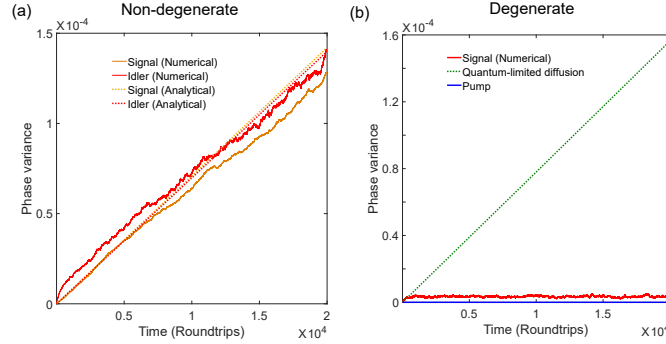 (a)
Non-degenerate
X10⁻⁴
1.5
1
0.5
0
Phase variance
Signal (Numerical)
Idler (Numerical)
Signal (Analytical)
Idler (Analytical)
0.5
1
1.5
2
Time (Roundtrips)
X10⁴
(b)
Degenerate
X10⁻⁴
1.6
1.2
0.8
0.4
0
Phase variance
Signal (Numerical)
Quantum-limited diffusion
Pump
0.5
1
1.5
Time (Roundtrips)